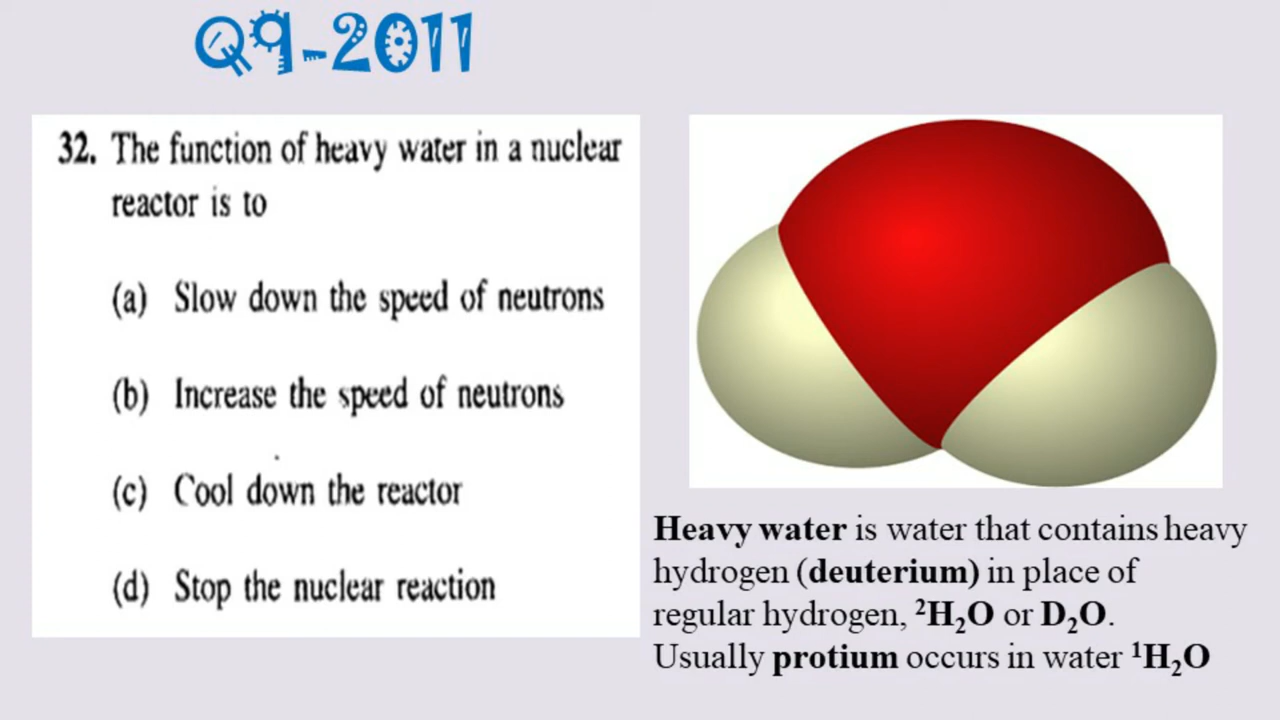 Q9-2011
32. The function of heavy water in a nuclear
reactor is to
(a) Slow down the speed of neutrons
(b) Increase the speed of neutrons
(c) Cool down the reactor
(d) Stop the nuclear reaction
Heavy water is water that contains heavy
hydrogen (deuterium) in place of
regular hydrogen, ²H₂O or D₂O.
Usually protium occurs in water ¹H₂O